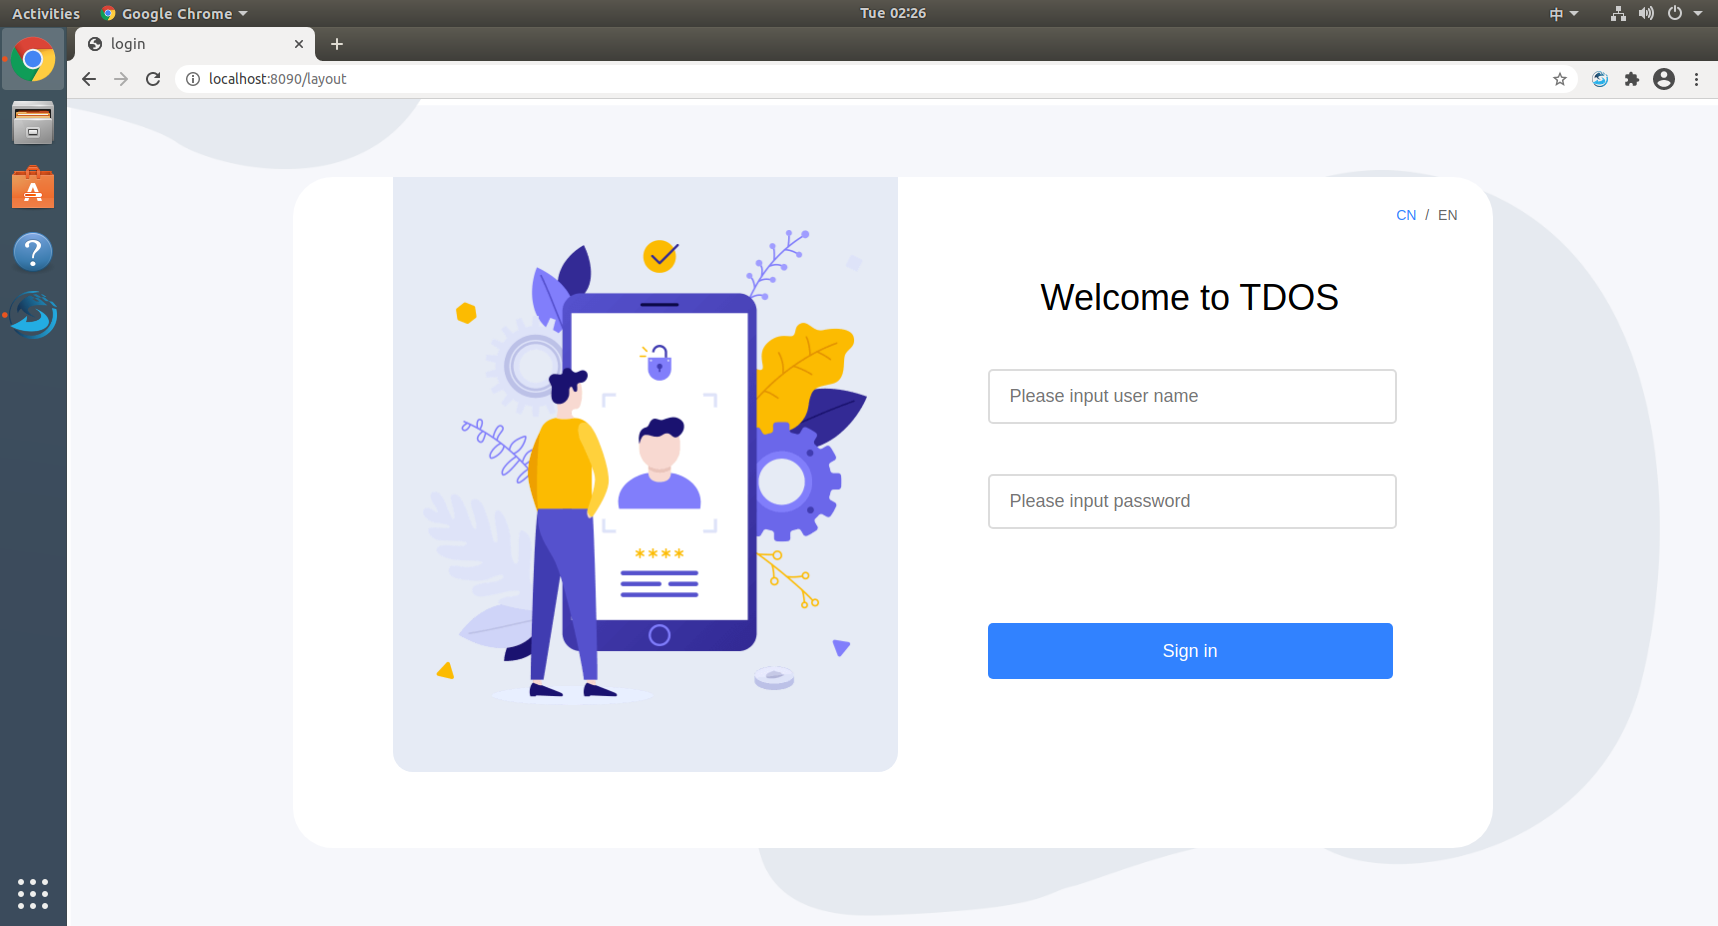 Activities Google Chrome Tue 02:26 中
login
localhost:8090/layout
CN / EN
Welcome to TDOS
Please input user name
Please input password
****
Sign in